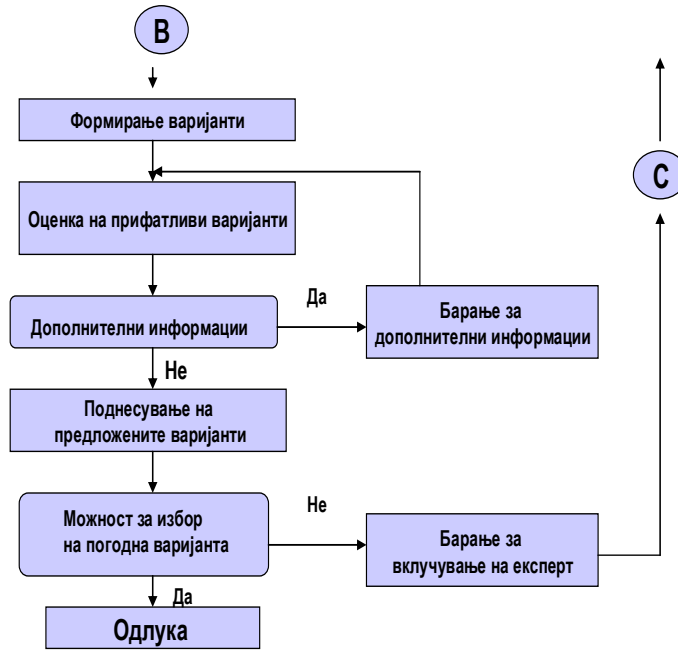 В
Формирање варијанти
С
Оценка на прифатливи варијанти
Да
Дополнителни информации
Барање за
дополнителни информации
Не
Поднесување на
предложените варијанти
Не
Можност за избор
на погодна варијанта
Барање за
вклучување на експерт
Да
Одлука